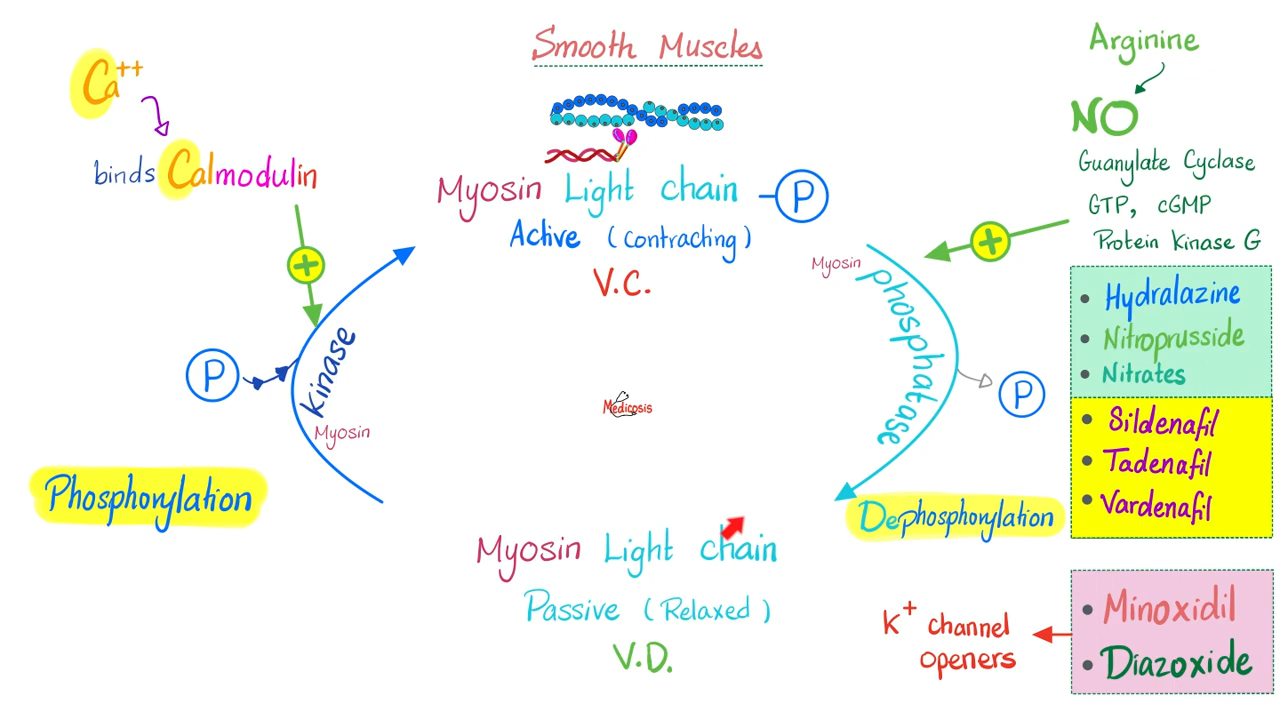 Smooth Muscles
Ca++
binds Calmodulin
+
P
Kinase
Myosin
Phosphorylation
Myosin Light chain - P
Active (Contracting)
V.C.
Medicosis
Myosin Light chain
Passive (Relaxed)
V.D.
Arginine
NO
Guanylate Cyclase
GTP, cGMP
Protein Kinase G
+
Myosin
phosphatase
P
Dephosphorylation
• Hydralazine
• Nitroprusside
• Nitrates
• Sildenafil
• Tadenafil
• Vardenafil
• Minoxidil
• Diazoxide
K+ channel
openers